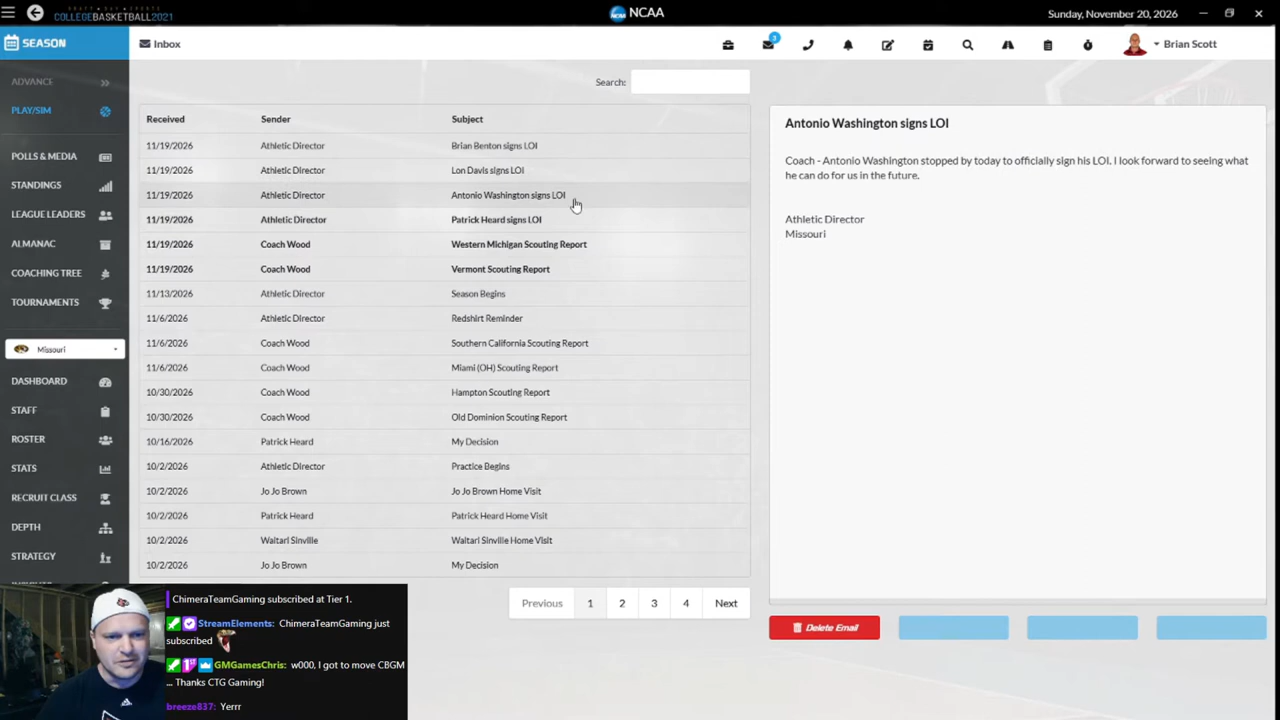 DRAFT DAY SPORTS
COLLEGEBASKETBALL2021
NCAA
NCAA
Sunday, November 20, 2026
SEASON
Inbox
3
Brian Scott
ADVANCE
PLAY/SIM
POLLS & MEDIA
STANDINGS
LEAGUE LEADERS
ALMANAC
COACHING TREE
TOURNAMENTS
Missouri
DASHBOARD
STAFF
ROSTER
STATS
RECRUIT CLASS
DEPTH
STRATEGY
Search:
Received Sender Subject
11/19/2026 Athletic Director Brian Benton signs LOI
11/19/2026 Athletic Director Lon Davis signs LOI
11/19/2026 Athletic Director Antonio Washington signs LOI
11/19/2026 Athletic Director Patrick Heard signs LOI
11/19/2026 Coach Wood Western Michigan Scouting Report
11/19/2026 Coach Wood Vermont Scouting Report
11/13/2026 Athletic Director Season Begins
11/6/2026 Athletic Director Redshirt Reminder
11/6/2026 Coach Wood Southern California Scouting Report
11/6/2026 Coach Wood Miami (OH) Scouting Report
10/30/2026 Coach Wood Hampton Scouting Report
10/30/2026 Coach Wood Old Dominion Scouting Report
10/16/2026 Patrick Heard My Decision
10/2/2026 Athletic Director Practice Begins
10/2/2026 Jo Jo Brown Jo Jo Brown Home Visit
10/2/2026 Patrick Heard Patrick Heard Home Visit
10/2/2026 Waitari Sinville Waitari Sinville Home Visit
10/2/2026 Jo Jo Brown My Decision
Previous 1 2 3 4 Next
Antonio Washington signs LOI
Coach - Antonio Washington stopped by today to officially sign his LOI. I look forward to seeing what
he can do for us in the future.
Athletic Director
Missouri
Delete Email
ChimeraTeamGaming subscribed at Tier 1.
StreamElements: ChimeraTeamGaming just
subscribed
GMGamesChris: w000, I got to move CBGM
... Thanks CTG Gaming!
breeze837: Yerrr